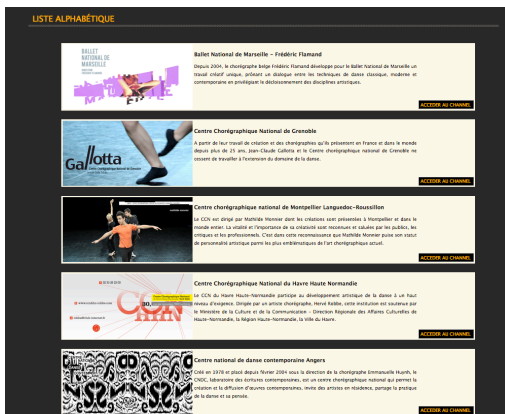 LISTE ALPHABÉTIQUE
BALLET
NATIONAL DE
MARSEILLE
Ballet National de Marseille - Frédéric Flamand
Depuis 2004, le chorégraphe belge Frédéric Flamand développe pour le Ballet National de Marseille un
travail créatif unique, prônant un dialogue entre les techniques de danse classique, moderne et
contemporaine en privilégiant le décloisonnement des disciplines artistiques.
ACCEDER AU CHANNEL
Gallotta
Centre Chorégraphique National de Grenoble
A partir de leur travail de création et des chorégraphies qu'ils présentent en France et dans le monde
depuis plus de 25 ans, Jean-Claude Gallotta et le Centre chorégraphique national de Grenoble ne
cessent de travailler à l'extension du domaine de la danse.
ACCEDER AU CHANNEL
Centre chorégraphique national de Montpellier Languedoc-Roussillon
Le CCN est dirigé par Mathilde Monnier dont les créations sont présentées à Montpellier et dans le
monde entier. La vitalité et l'importance de sa créativité sont reconnues et saluées par les publics, les
critiques et les professionnels. C'est dans cette reconnaissance que Mathilde Monnier puise son statut
de personnalité artistique parmi les plus emblématiques de l'art chorégraphique actuel.
ACCEDER AU CHANNEL
CCN
Centre Chorégraphique National du Havre Haute Normandie
Le CCN du Havre Haute-Normandie participe au développement artistique de la danse à un haut
niveau d'exigence. Dirigée par un artiste chorégraphe, Hervé Robbe, cette institution est soutenue par
le Ministère de la Culture et de la Communication - Direction Régionale des Affaires Culturelles de
Haute-Normandie, la Région Haute-Normandie, la Ville du Havre.
ACCEDER AU CHANNEL
Centre national de danse contemporaine Angers
Créé en 1978 et placé depuis février 2004 sous la direction de la chorégraphe Emmanuelle Huynh, le
CNDC, laboratoire des écritures contemporaines, est un centre chorégraphique national qui permet la
création et la diffusion d'œuvres contemporaines, invite des artistes en résidence, partage la pratique
de la danse et sa pensée.
ACCEDER AU CHANNEL